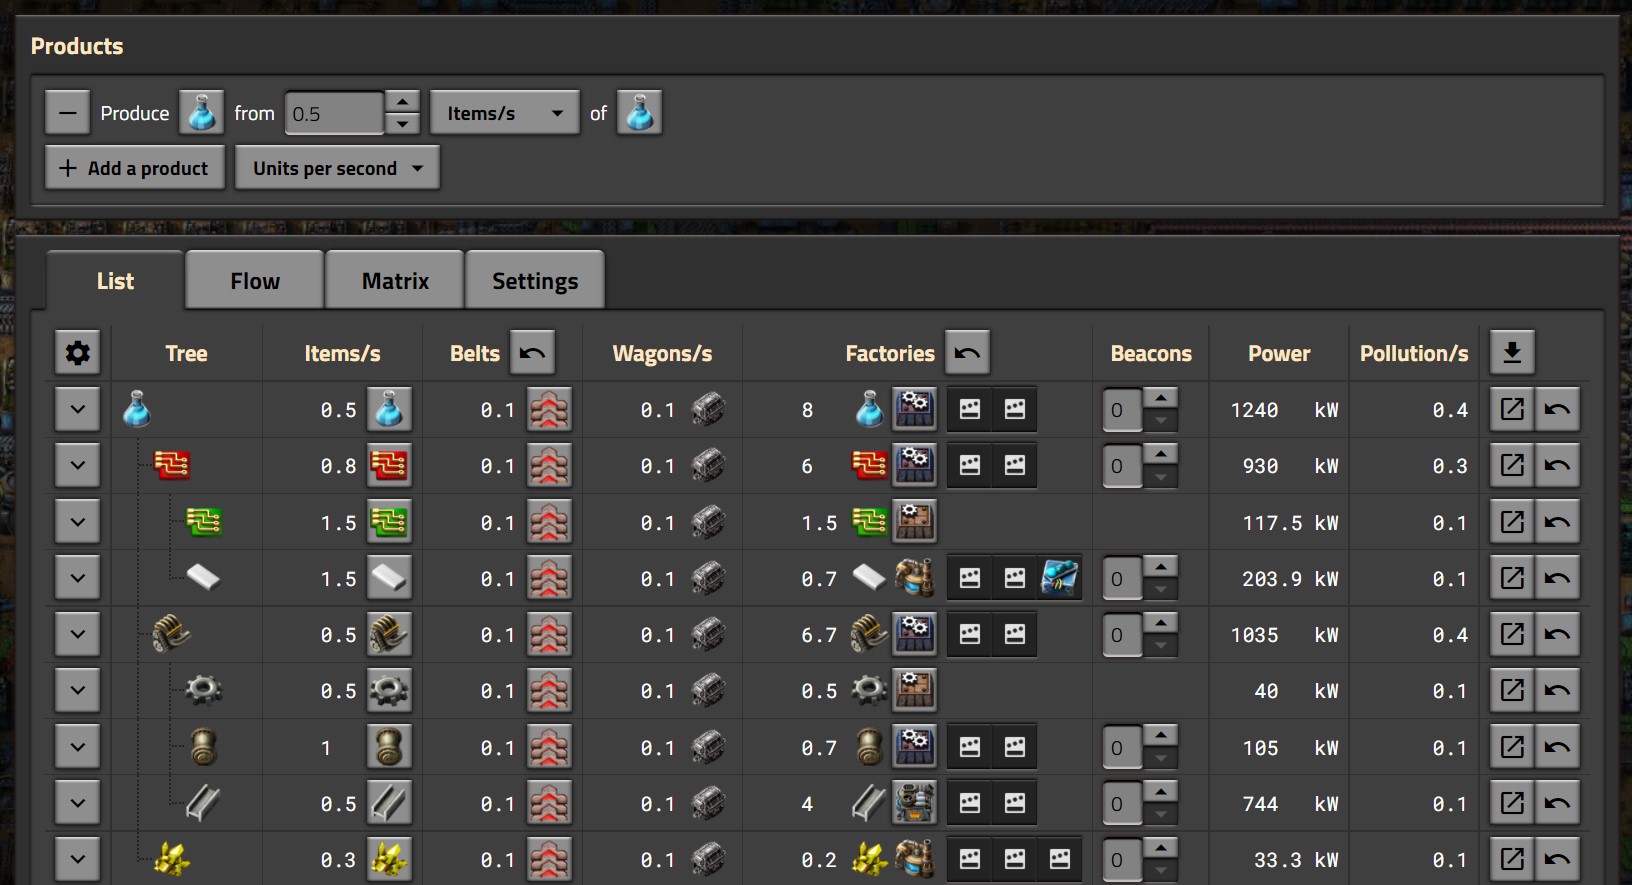 Products
Produce from 0.5 Items/s of
Add a product Units per second
List Flow Matrix Settings
Tree Items/s Belts Wagons/s Factories Beacons Power Pollution/s
0.5 0.1 0.1 8 0 1240 kW 0.4
0.8 0.1 0.1 6 0 930 kW 0.3
1.5 0.1 0.1 1.5 117.5 kW 0.1
1.5 0.1 0.1 0.7 0 203.9 kW 0.1
0.5 0.1 0.1 6.7 0 1035 kW 0.4
0.5 0.1 0.1 0.5 40 kW 0.1
1 0.1 0.1 0.7 0 105 kW 0.1
0.5 0.1 0.1 4 0 744 kW 0.1
0.3 0.1 0.1 0.2 0 33.3 kW 0.1